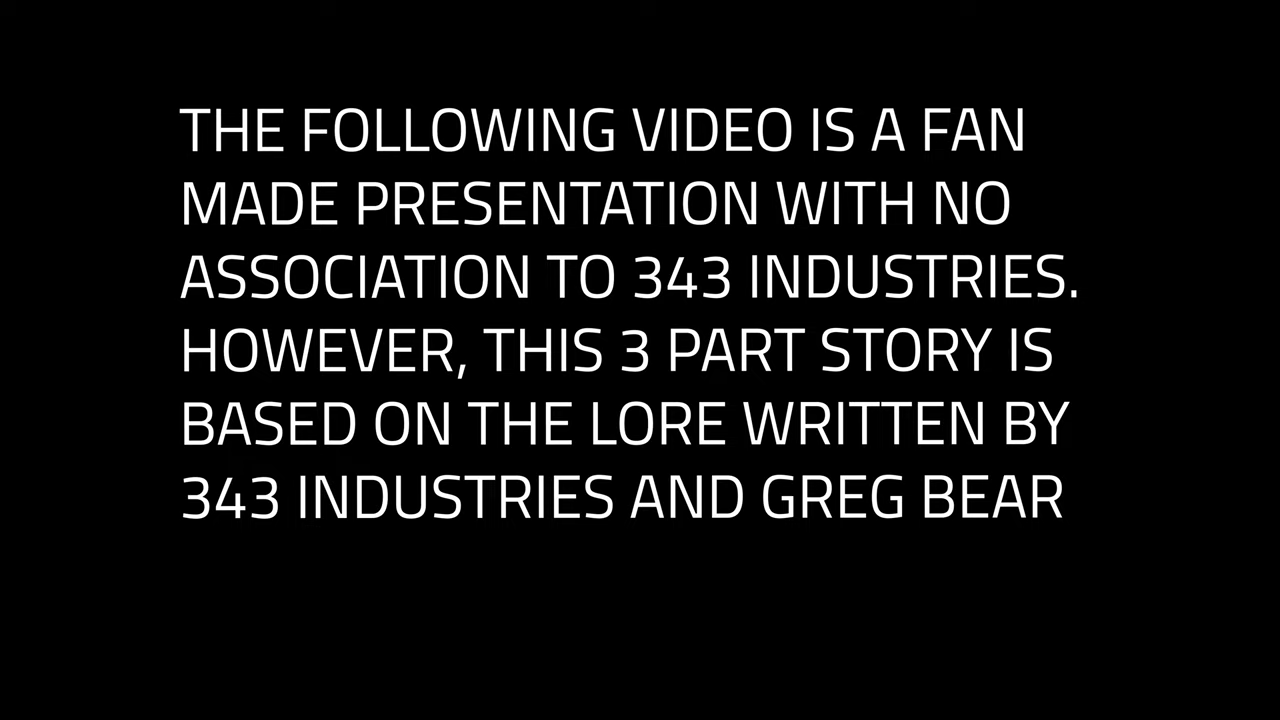 THE FOLLOWING VIDEO IS A FAN
MADE PRESENTATION WITH NO
ASSOCIATION TO 343 INDUSTRIES.
HOWEVER, THIS 3 PART STORY IS
BASED ON THE LORE WRITTEN BY
343 INDUSTRIES AND GREG BEAR